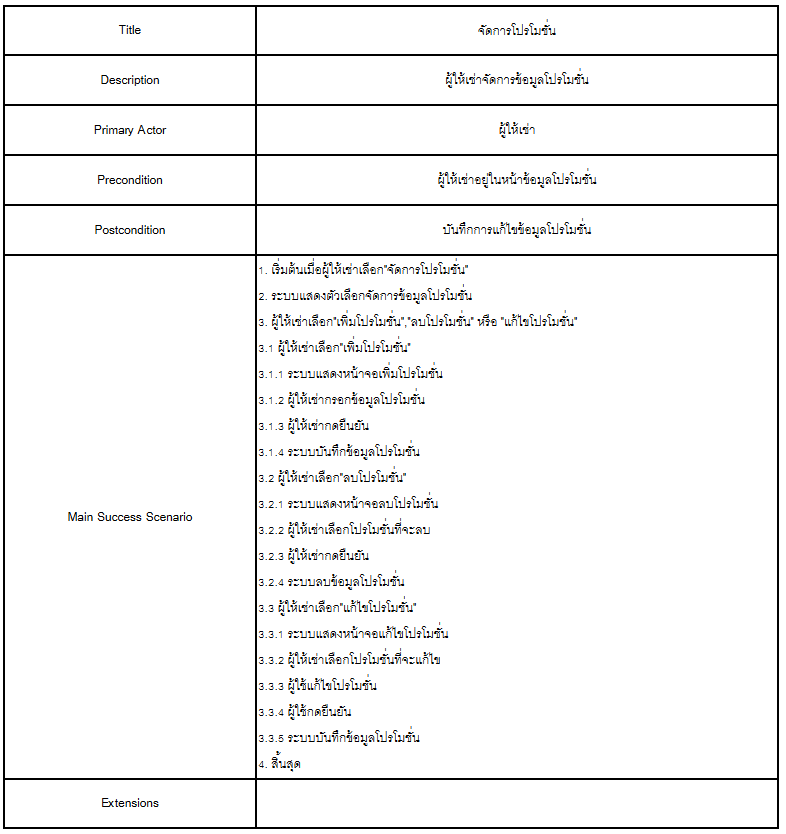 Title
จัดการโปรโมชั่น
Description
ผู้ให้เช่าจัดการข้อมูลโปรโมชั่น
Primary Actor
ผู้ให้เช่า
Precondition
ผู้ให้เช่าอยู่ในหน้าข้อมูลโปรโมชั่น
Postcondition
บันทึกการแก้ไขข้อมูลโปรโมชั่น
Main Success Scenario
1. เริ่มต้นเมื่อผู้ให้เช่าเลือก"จัดการโปรโมชั่น"
2. ระบบแสดงตัวเลือกจัดการข้อมูลโปรโมชั่น
3. ผู้ให้เช่าเลือก"เพิ่มโปรโมชั่น","ลบโปรโมชั่น" หรือ "แก้ไขโปรโมชั่น"
3.1 ผู้ให้เช่าเลือก"เพิ่มโปรโมชั่น"
3.1.1 ระบบแสดงหน้าจอเพิ่มโปรโมชั่น
3.1.2 ผู้ให้เช่ากรอกข้อมูลโปรโมชั่น
3.1.3 ผู้ให้เช่ากดยืนยัน
3.1.4 ระบบบันทึกข้อมูลโปรโมชั่น
3.2 ผู้ให้เช่าเลือก"ลบโปรโมชั่น"
3.2.1 ระบบแสดงหน้าจอลบโปรโมชั่น
3.2.2 ผู้ให้เช่าเลือกโปรโมชั่นที่จะลบ
3.2.3 ผู้ให้เช่ากดยืนยัน
3.2.4 ระบบลบข้อมูลโปรโมชั่น
3.3 ผู้ให้เช่าเลือก"แก้ไขโปรโมชั่น"
3.3.1 ระบบแสดงหน้าจอแก้ไขโปรโมชั่น
3.3.2 ผู้ให้เช่าเลือกโปรโมชั่นที่จะแก้ไข
3.3.3 ผู้ใช้แก้ไขโปรโมชั่น
3.3.4 ผู้ใช้กดยืนยัน
3.3.5 ระบบบันทึกข้อมูลโปรโมชั่น
4. สิ้นสุด
Extensions